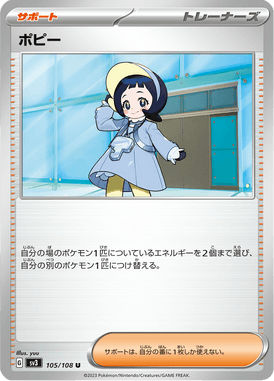 サポート
トレーナーズ
ポピー
自分の場のポケモン1匹についているエネルギーを2個まで選び、
自分の別のポケモン1匹につけ替える。
illus. yuu
G sv3 105/108 U
サポートは、自分の番に1枚しか使えない。
©2023 Pokémon/Nintendo/Creatures/GAME FREAK.